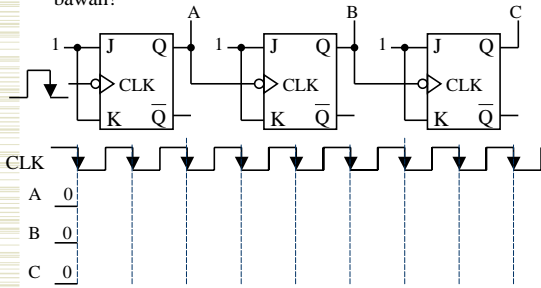 bawah!
A B C
1 J Q 1 J Q 1 J Q
CLK CLK CLK
K Q K Q K Q
CLK
A 0
B 0
C 0